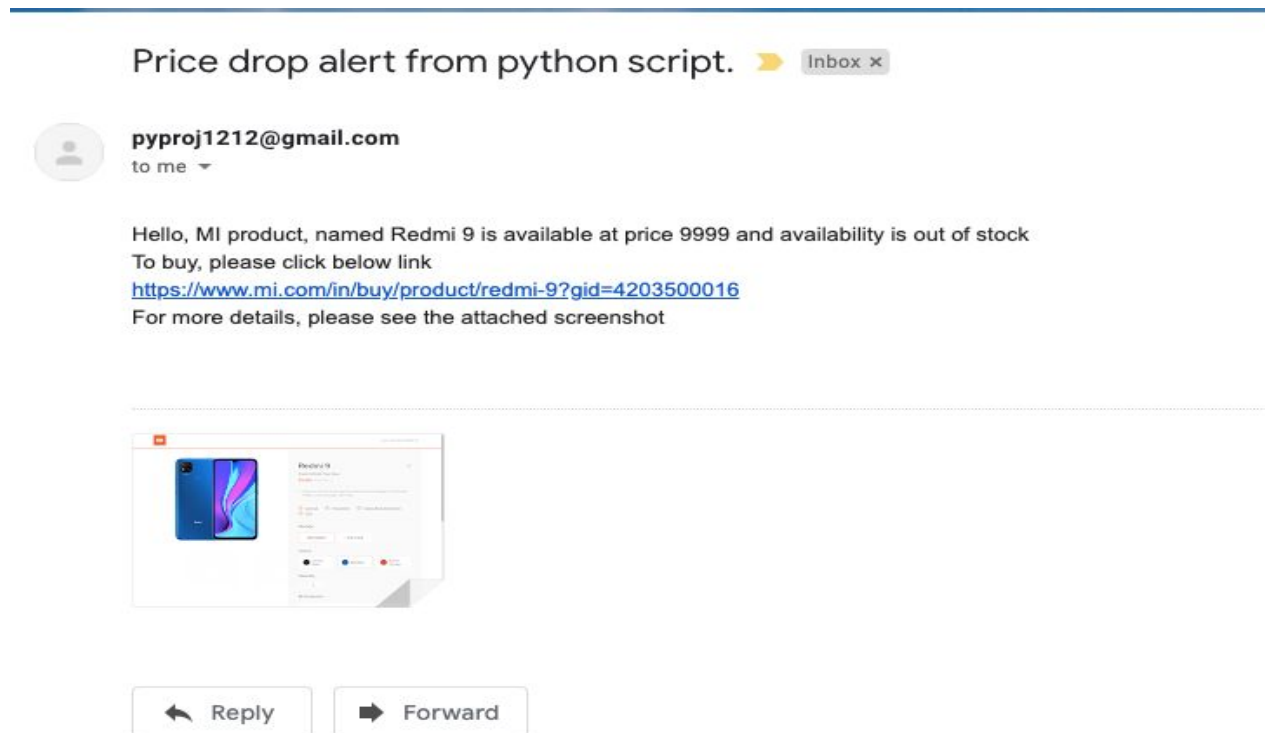 Price drop alert from python script. Inbox ×
pyproj1212@gmail.com
to me
Hello, MI product, named Redmi 9 is available at price 9999 and availability is out of stock
To buy, please click below link
https://www.mi.com/in/buy/product/redmi-9?gid=4203500016
For more details, please see the attached screenshot
Redmi 9
Reply Forward